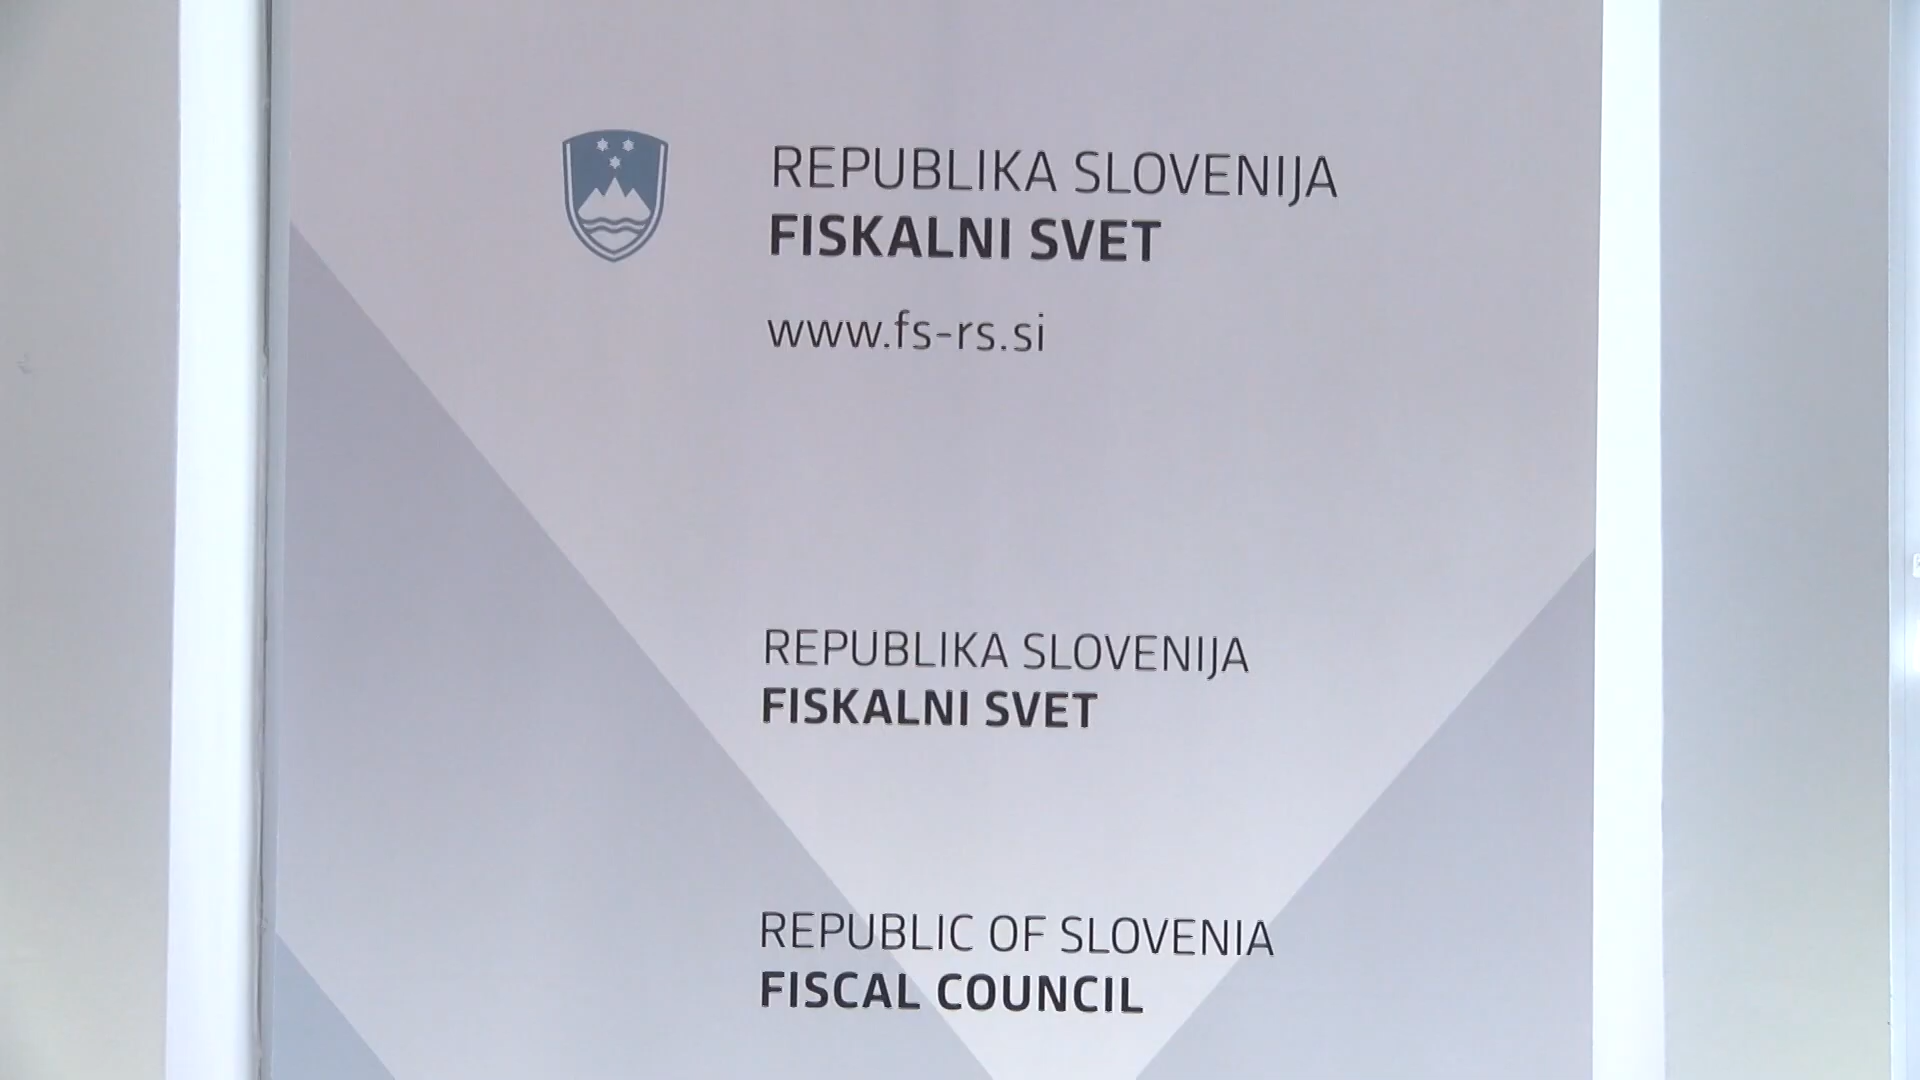 REPUBLIKA SLOVENIJA
FISKALNI SVET
www.fs-rs.si
REPUBLIKA SLOVENIJA
FISKALNI SVET
REPUBLIC OF SLOVENIA
FISCAL COUNCIL